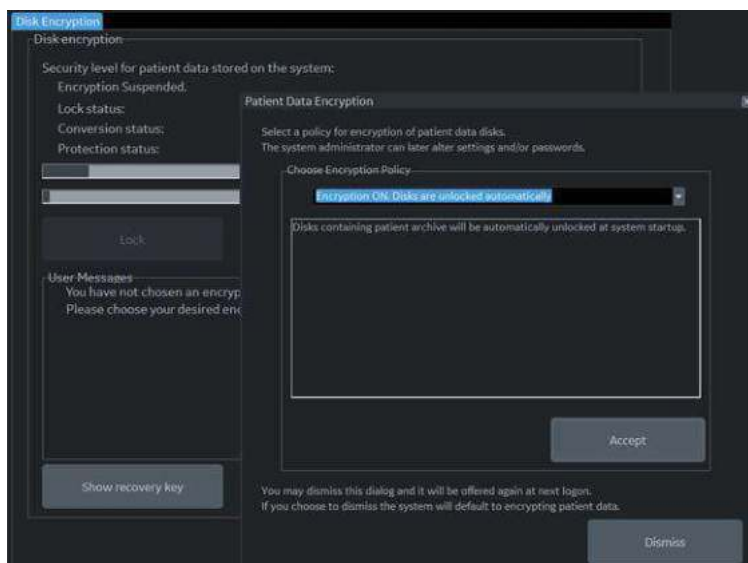 Disk Encryption
Disk encryption
Security level for patient data stored on the system:
Encryption Suspended.
Lock status:
Conversion status:
Protection status:
Lock
User Messages
You have not chosen an encryp
Please choose your desired en
Show recovery key
Patient Data Encryption
Select a policy for encryption of patient data disks.
The system administrator can later alter settings and/or passwords.
Choose Encryption Policy
Encryption ON. Disks are unlocked automatically
Disks containing patient archive will be automatically unlocked at system startup.
Accept
You may dismiss this dialog and it will be offered again at next logon.
If you choose to dismiss the system will default to encrypting patient data.
Dismiss